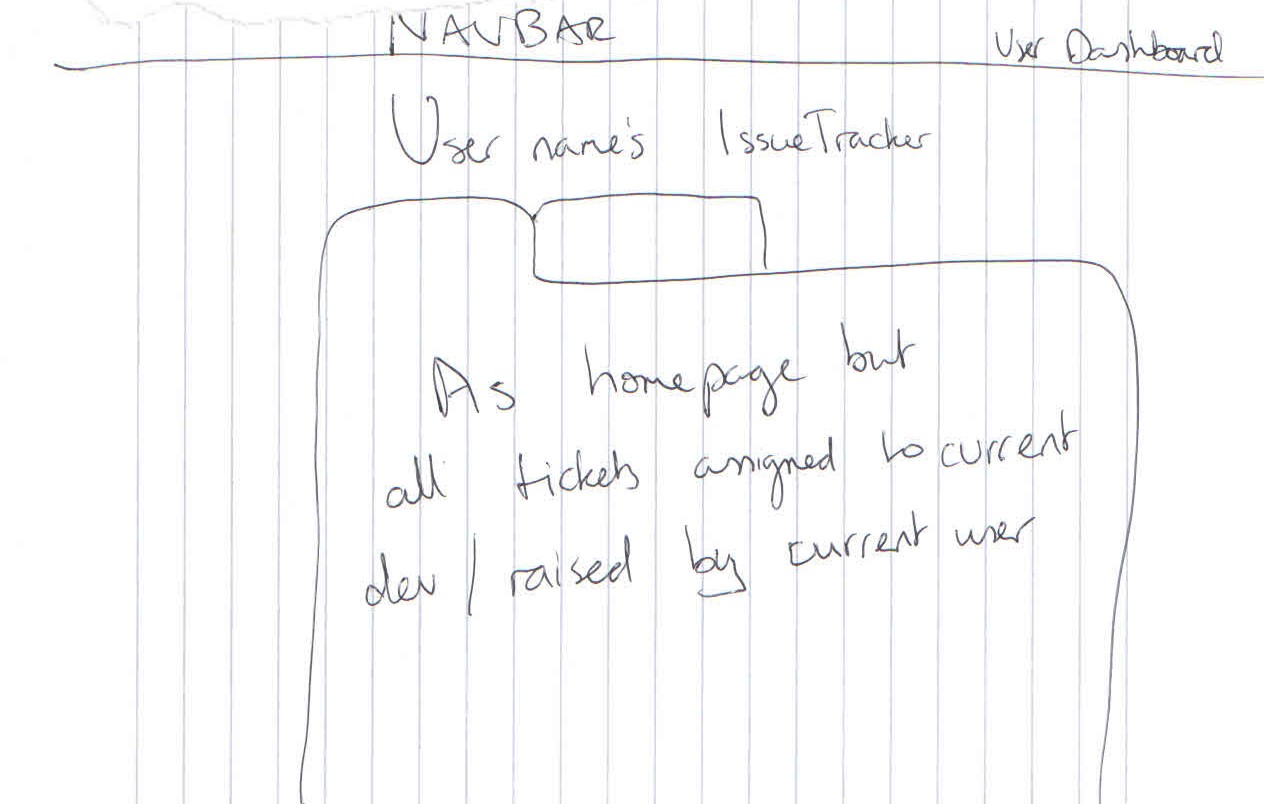 NAVBAR
User Dashboard
User name's IssueTracker
As homepage but
all tickets assigned to current
dev / raised by current user